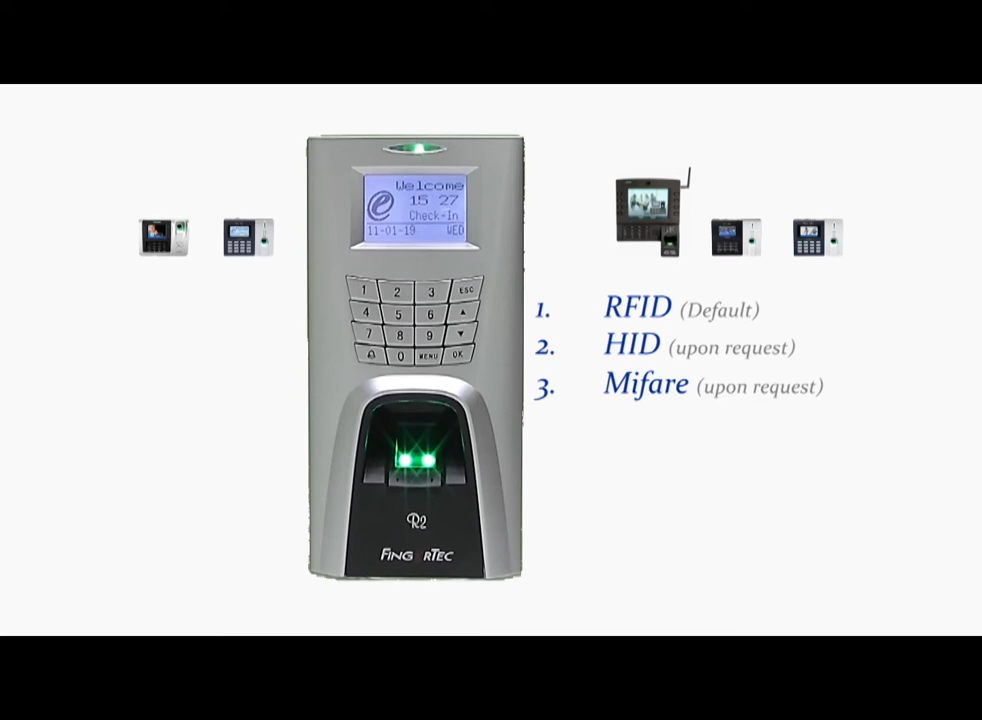 Welcome
15 27
Check-In
11-01-19 WED
1 2 3 ESC
4 5 6 ▲
7 8 9 ▼
0 MENU OK
1. RFID (Default)
2. HID (upon request)
3. Mifare (upon request)
R2
FINGERTEC